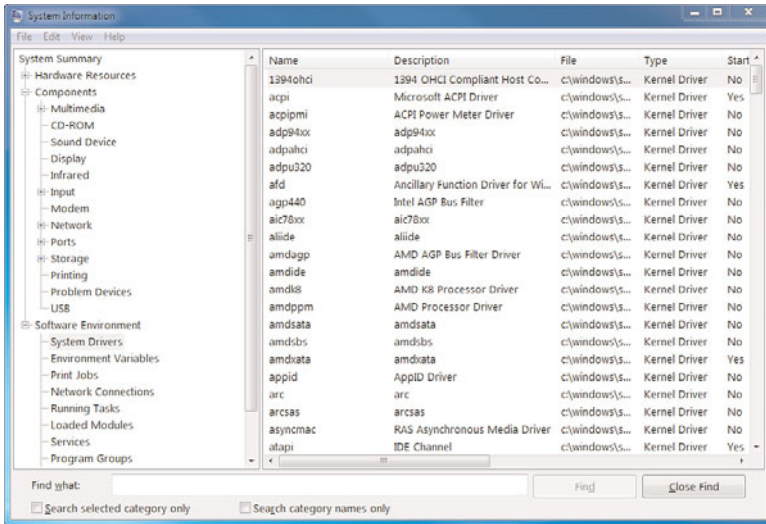 System Information
File Edit View Help
System Summary
Hardware Resources
Components
Multimedia
CD-ROM
Sound Device
Display
Infrared
Input
Modem
Network
Ports
Storage
Printing
Problem Devices
USB
Software Environment
System Drivers
Environment Variables
Print Jobs
Network Connections
Running Tasks
Loaded Modules
Services
Program Groups
Name Description File Type Start
1394ohci 1394 OHCI Compliant Host Co... c:\windows\s... Kernel Driver No
acpi Microsoft ACPI Driver c:\windows\s... Kernel Driver Yes
acpipmi ACPI Power Meter Driver c:\windows\s... Kernel Driver No
adp94xx adp94xx c:\windows\s... Kernel Driver No
adpahci adpahci c:\windows\s... Kernel Driver No
adpu320 adpu320 c:\windows\s... Kernel Driver No
afd Ancillary Function Driver for Wi... c:\windows\s... Kernel Driver Yes
agp440 Intel AGP Bus Filter c:\windows\s... Kernel Driver No
aic78xx aic78xx c:\windows\s... Kernel Driver No
aliide aliide c:\windows\s... Kernel Driver No
amdagp AMD AGP Bus Filter Driver c:\windows\s... Kernel Driver No
amdide amdide c:\windows\s... Kernel Driver No
amdk8 AMD K8 Processor Driver c:\windows\s... Kernel Driver No
amdppm AMD Processor Driver c:\windows\s... Kernel Driver No
amdsata amdsata c:\windows\s... Kernel Driver No
amdsbs amdsbs c:\windows\s... Kernel Driver No
amdxata amdxata c:\windows\s... Kernel Driver Yes
appid AppID Driver c:\windows\s... Kernel Driver No
arc arc c:\windows\s... Kernel Driver No
arcsas arcsas c:\windows\s... Kernel Driver No
asyncmac RAS Asynchronous Media Driver c:\windows\s... Kernel Driver No
atapi IDE Channel c:\windows\s... Kernel Driver Yes
Find what: Find Close Find
Search selected category only Search category names only